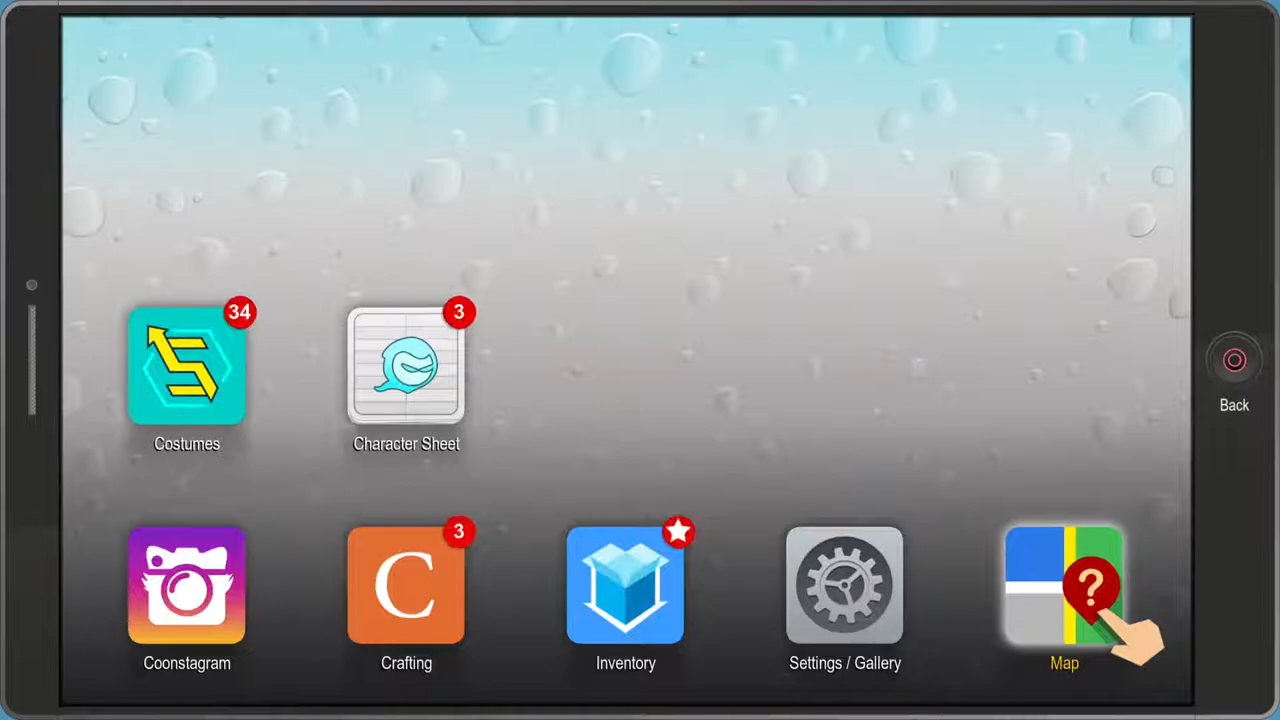 34
3
Costumes
Character Sheet
Back
3
C
?
Coonstagram
Crafting
Inventory
Settings / Gallery
Map